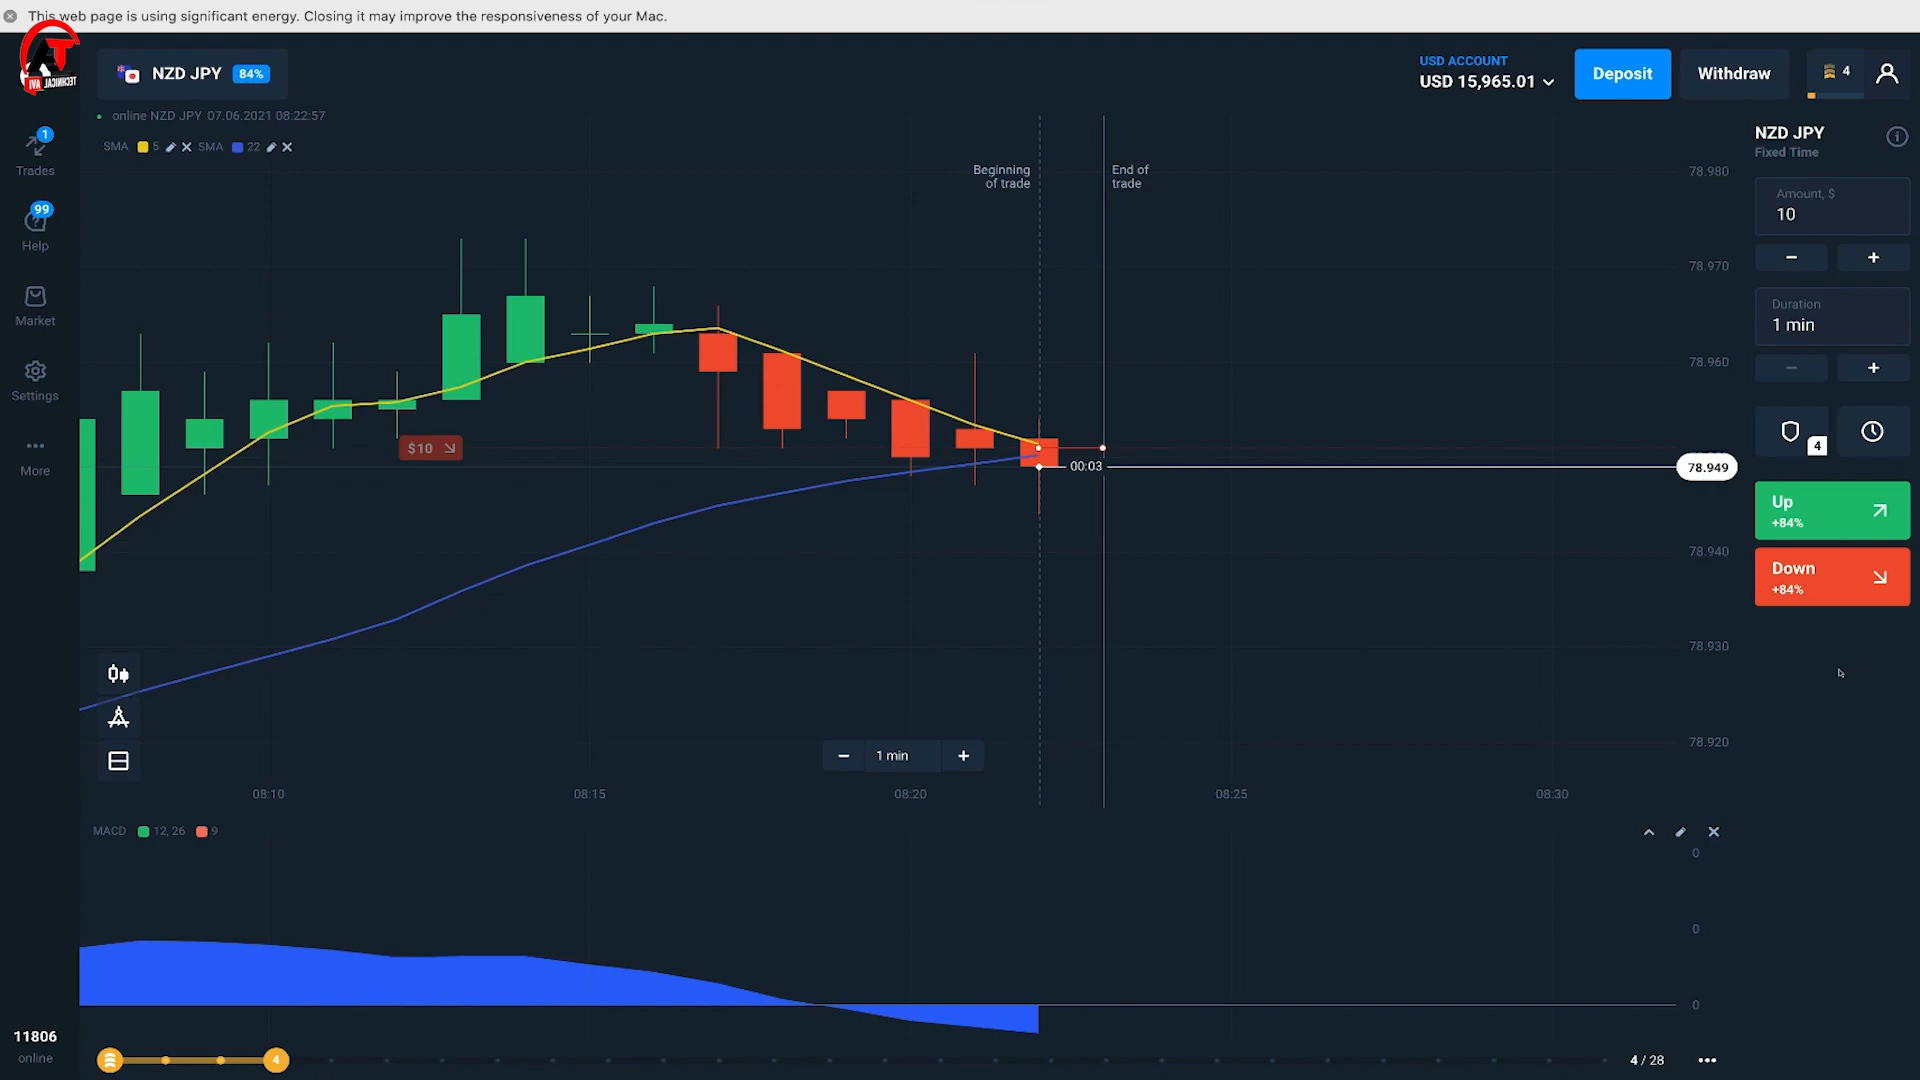 This web page is using significant energy. Closing it may improve the responsiveness of your Mac.
AT
TECHNICAL AVI
NZD JPY 84%
USD ACCOUNT
USD 15,965.01
Deposit
Withdraw
4
online NZD JPY 07.06.2021 08:22:57
SMA 5 SMA 22
1
Trades
99
Help
Market
Settings
More
Beginning
of trade
End of
trade
$10
00:03
78.980
78.970
78.960
78.949
78.940
78.930
78.920
1 min
08:10
08:15
08:20
08:25
08:30
MACD 12, 26 9
0
0
0
NZD JPY
Fixed Time
Amount, $
10
Duration
1 min
4
Up
+84%
Down
+84%
11806
online
4
4 / 28